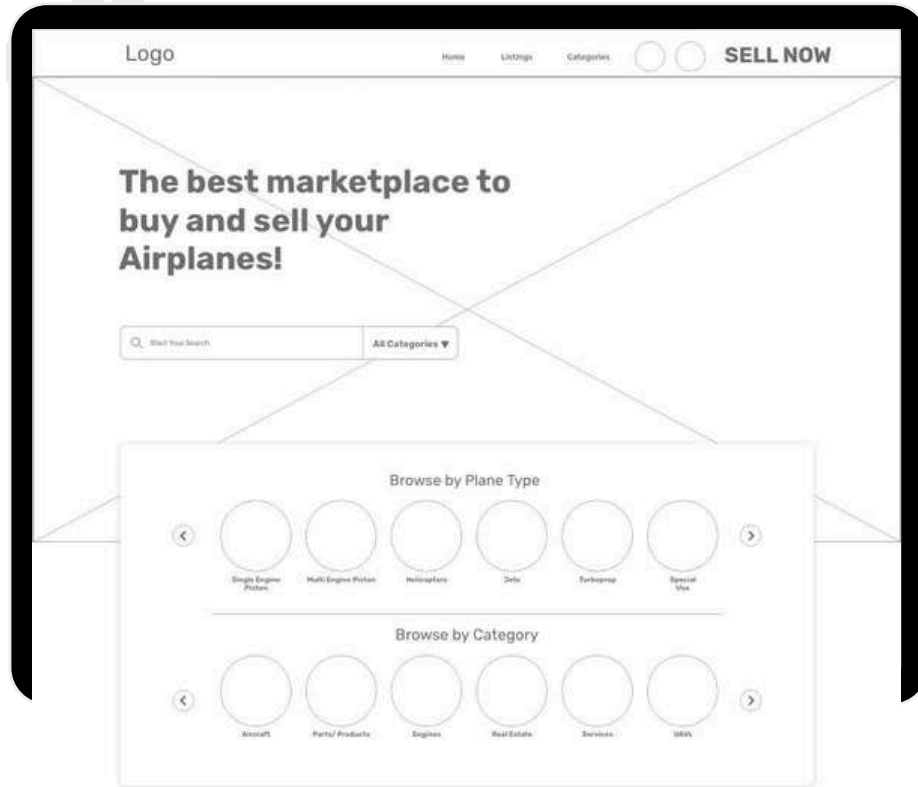 Logo
Home Listings Categories SELL NOW
The best marketplace to
buy and sell your
Airplanes!
Start Your Search All Categories
Browse by Plane Type
Single Engine Multi Engine Piston Helicopters Jets Turboprop Special
Piston Use
Browse by Category
Aircraft Parts/ Products Engines Real Estate Services UAVs